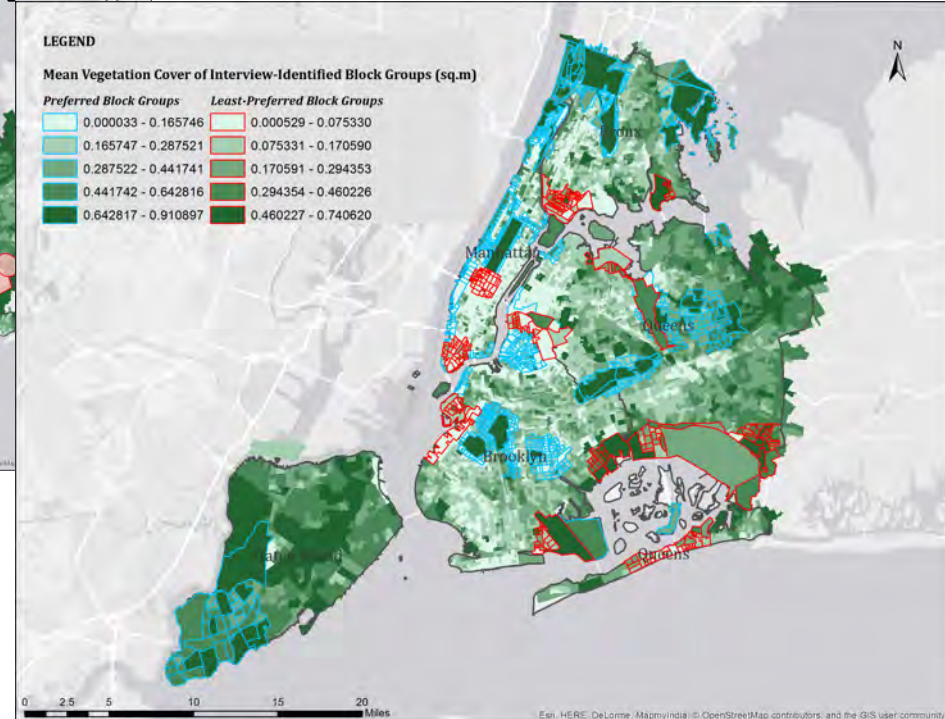 LEGEND
N
Mean Vegetation Cover of Interview-Identified Block Groups (sq.m)
Preferred Block Groups Least-Preferred Block Groups
0.000033 - 0.165746 0.000529 - 0.075330
0.165747 - 0.287521 0.075331 - 0.170590
0.287522 - 0.441741 0.170591 - 0.294353
0.441742 - 0.642816 0.294354 - 0.460226
0.642817 - 0.910897 0.460227 - 0.740620
Bronx
Manhattan
Queens
Brooklyn
Queens
0 2.5 5 10 15 20
Miles
Esri, HERE, DeLorme, MapmyIndia, © OpenStreetMap contributors, and the GIS user community